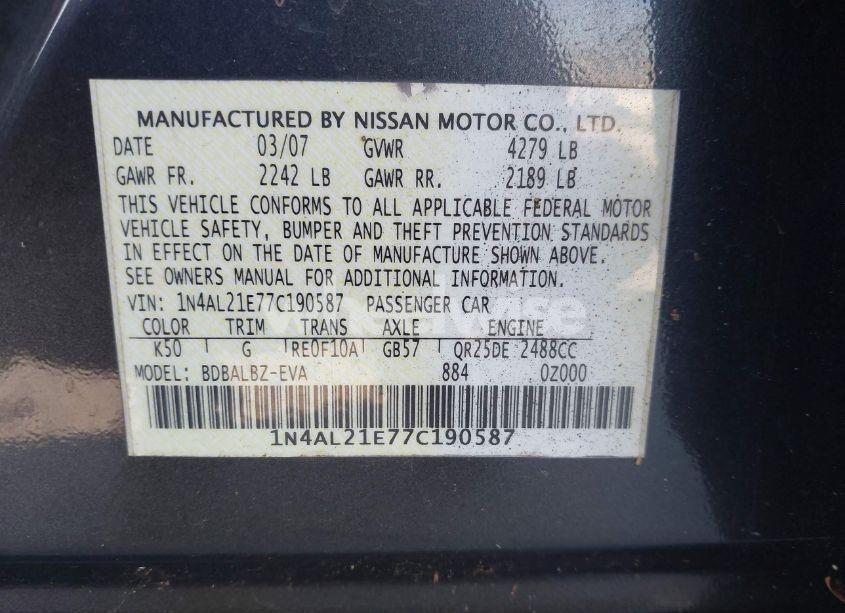 MANUFACTURED BY NISSAN MOTOR CO., LTD.
DATE 03/07 GVWR 4279 LB
GAWR FR. 2242 LB GAWR RR. 2189 LB
THIS VEHICLE CONFORMS TO ALL APPLICABLE FEDERAL MOTOR
VEHICLE SAFETY, BUMPER AND THEFT PREVENTION STANDARDS
IN EFFECT ON THE DATE OF MANUFACTURE SHOWN ABOVE.
SEE OWNERS MANUAL FOR ADDITIONAL INFORMATION.
VIN: 1N4AL21E77C190587 PASSENGER CAR
COLOR TRIM TRANS AXLE ENGINE
K50 G RE0F10A GB57 QR25DE 2488CC
MODEL: BDBALBZ-EVA 884 0Z000
1N4AL21E77C190587